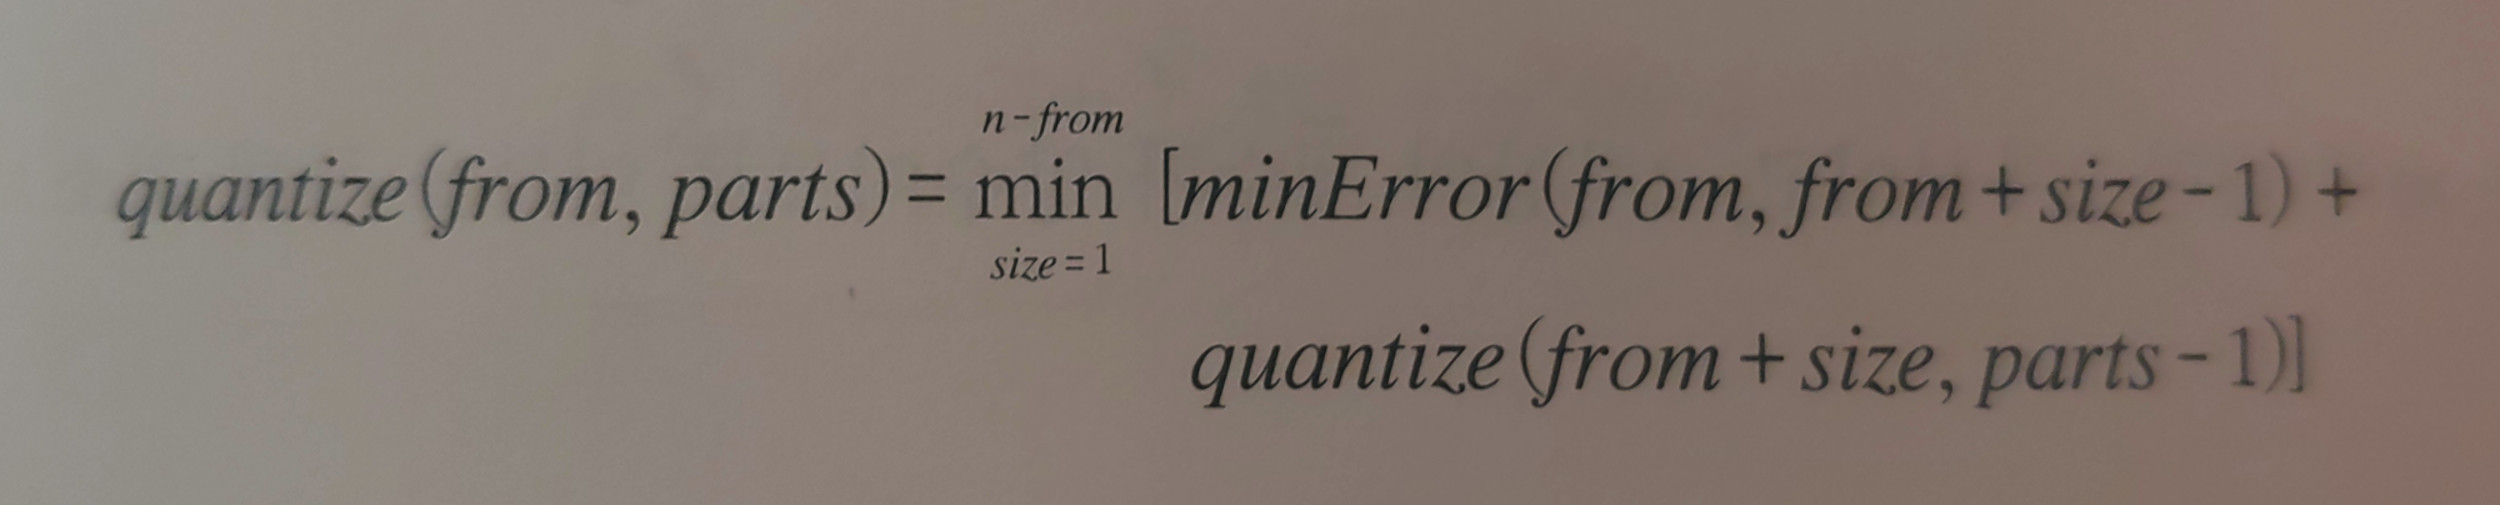 n-from
quantize(from, parts) = min [minError(from, from + size - 1) +
size = 1
quantize(from + size, parts - 1)]